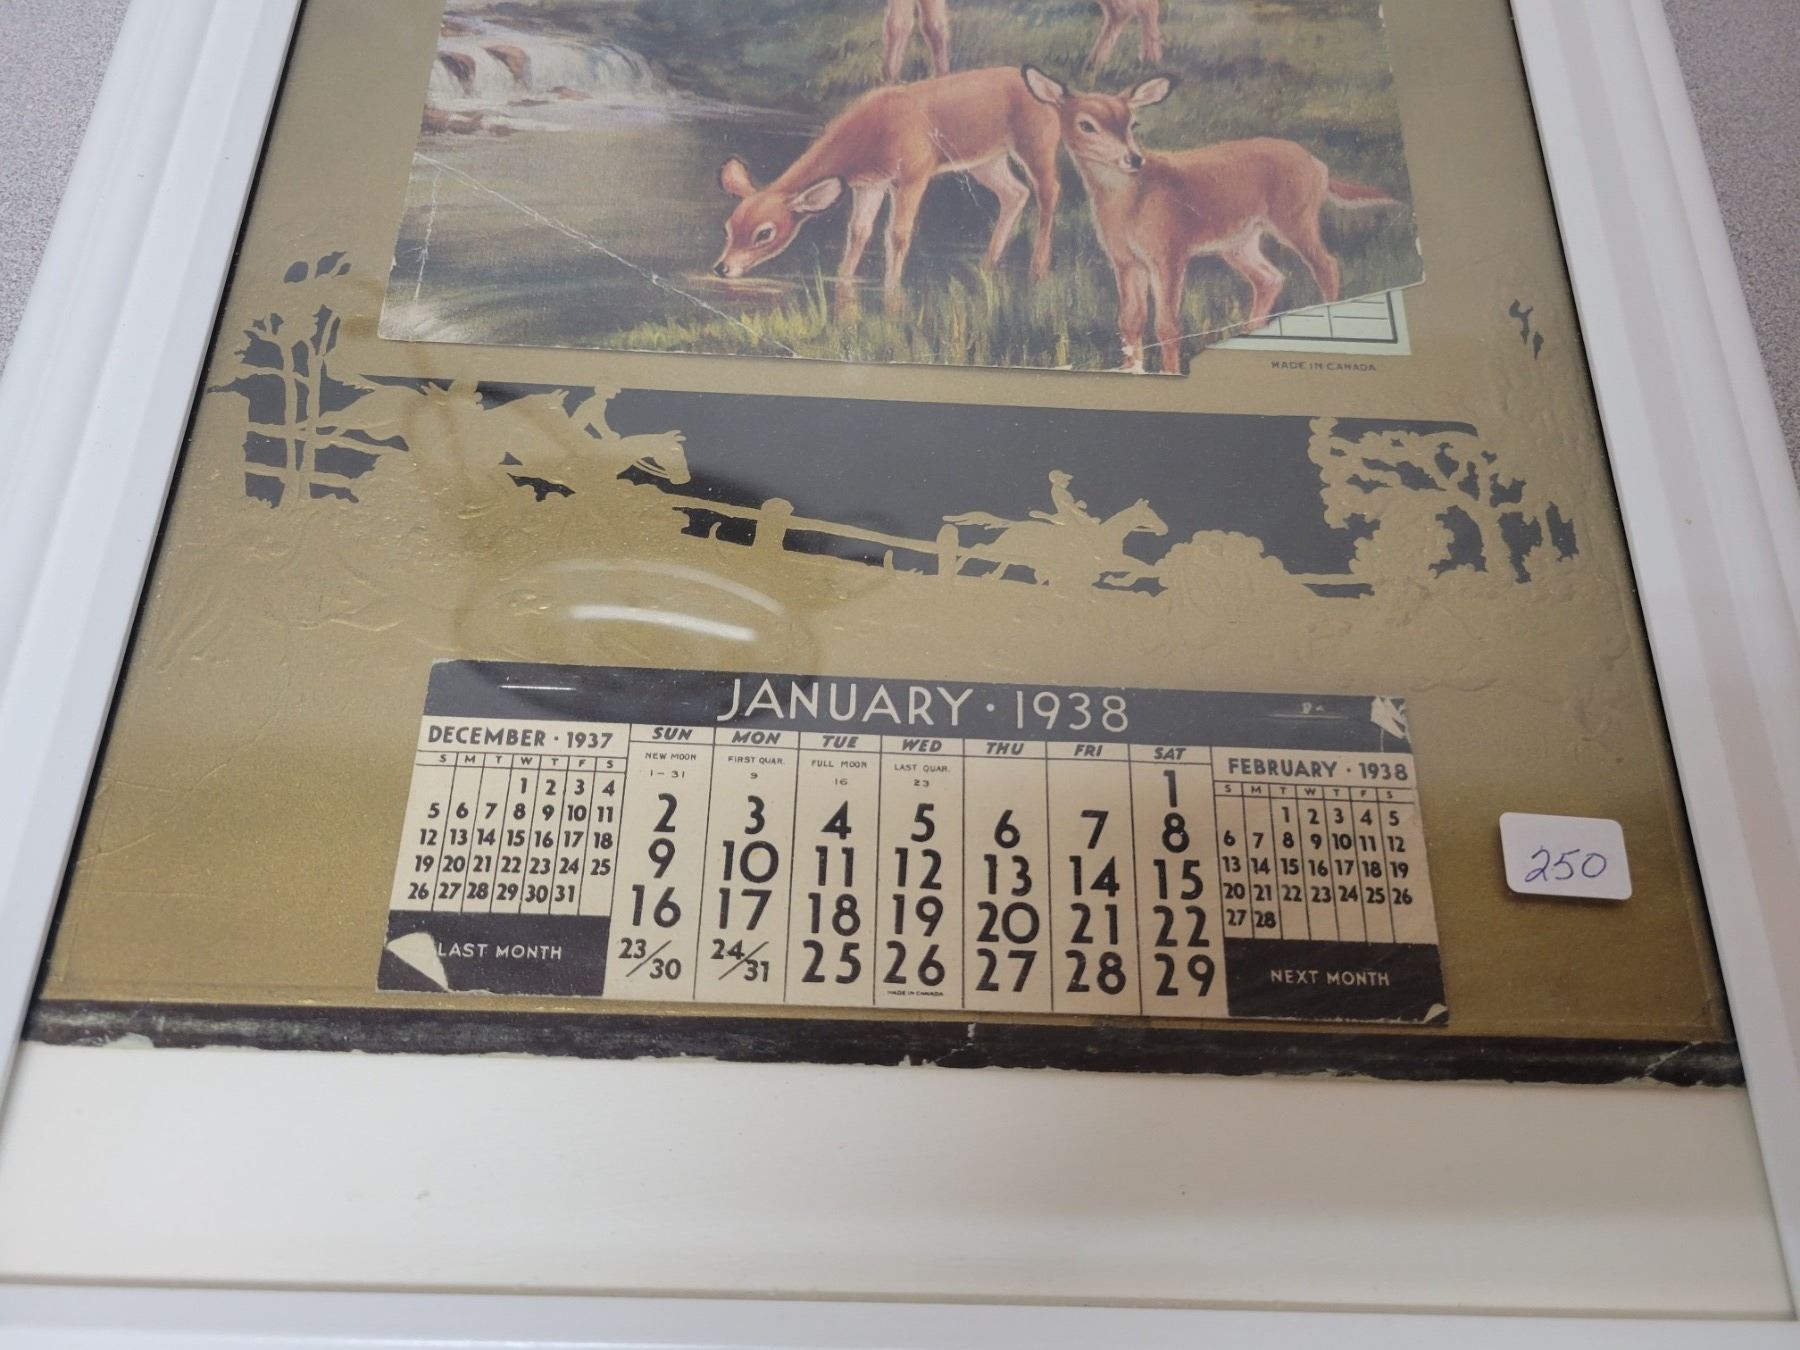 MADE IN CANADA
JANUARY · 1938
DECEMBER · 1937
S M T W T F S
1 2 3 4
5 6 7 8 9 10 11
12 13 14 15 16 17 18
19 20 21 22 23 24 25
26 27 28 29 30 31
LAST MONTH
SUN MON TUE WED THU FRI SAT
NEW MOON FIRST QUAR. FULL MOON LAST QUAR.
1-31 9 16 23
1
2 3 4 5 6 7 8
9 10 11 12 13 14 15
16 17 18 19 20 21 22
23/30 24/31 25 26 27 28 29
MADE IN CANADA
FEBRUARY · 1938
S M T W T F S
1 2 3 4 5
6 7 8 9 10 11 12
13 14 15 16 17 18 19
20 21 22 23 24 25 26
27 28
NEXT MONTH
250